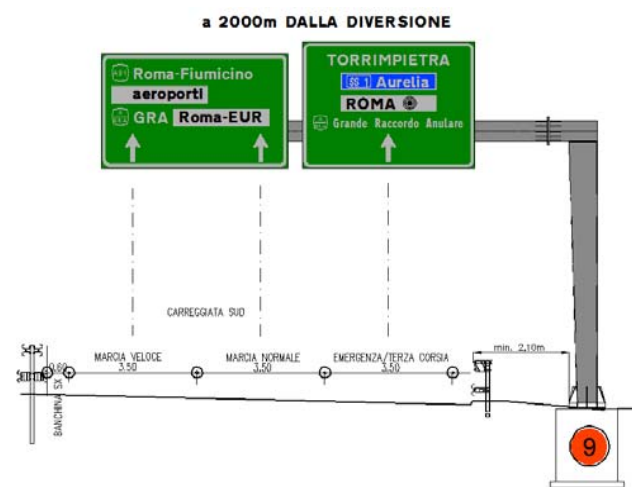 a 2000m DALLA DIVERSIONE
Roma-Fiumicino
aeroporti
GRA Roma-EUR
TORRIMPIETRA
SS 1 Aurelia
ROMA
Grande Raccordo Anulare
CARREGGIATA SUD
MARCIA VELOCE
MARCIA NORMALE
EMERGENZA/TERZA CORSIA
0.60
3.50
3.50
3.50
min. 2,10m
BANCHINA SX
9